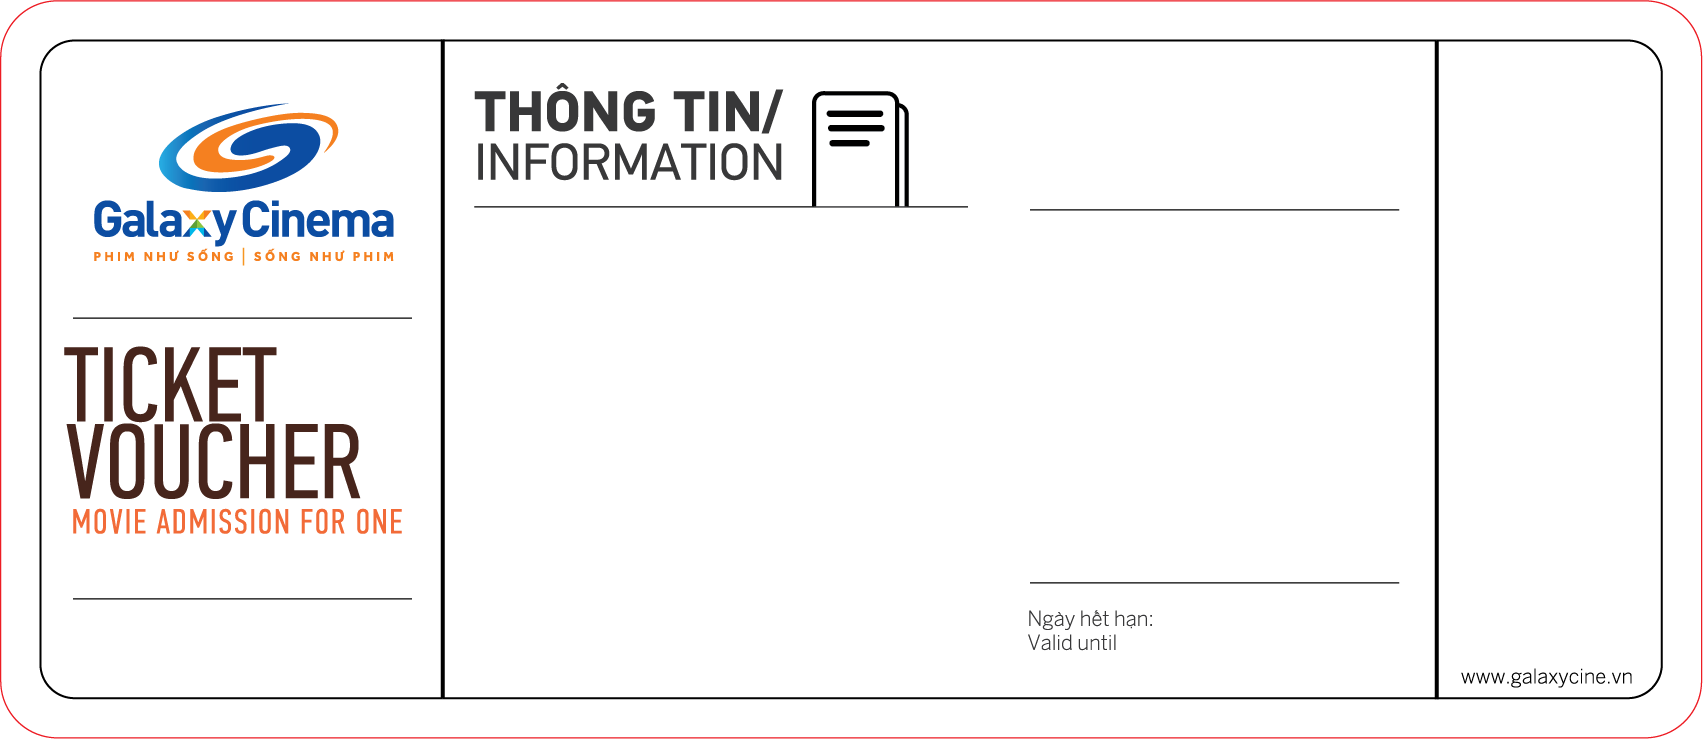 Galaxy Cinema
PHIM NHƯ SỐNG | SỐNG NHƯ PHIM
TICKET
VOUCHER
MOVIE ADMISSION FOR ONE
THÔNG TIN/
INFORMATION
Ngày hết hạn:
Valid until
www.galaxycine.vn